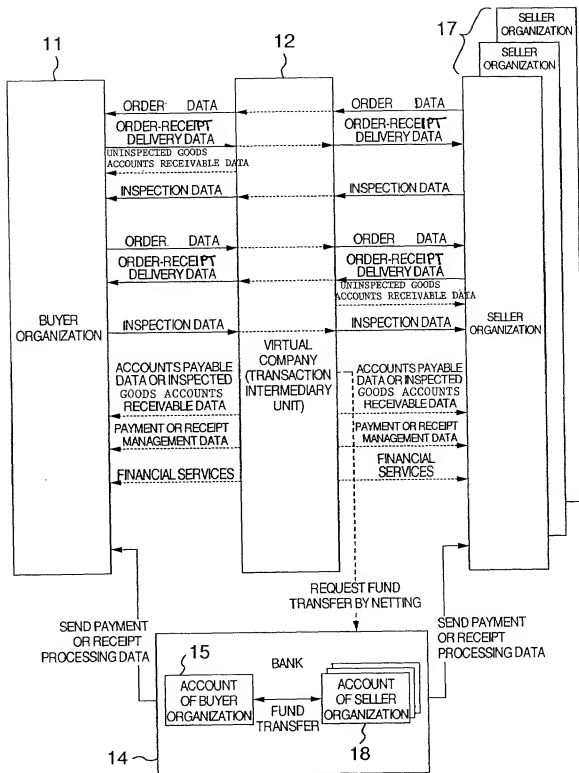 17
SELLER
ORGANIZATION
SELLER
ORGANIZATION
11
12
ORDER DATA
ORDER DATA
ORDER-RECEIPT
DELIVERY DATA
ORDER-RECEIPT
DELIVERY DATA
UNINSPECTED GOODS
ACCOUNTS RECEIVABLE DATA
INSPECTION DATA
INSPECTION DATA
ORDER. DATA
ORDER DATA
ORDER-RECEIPT
DELIVERY DATA
ORDER-RECEIPT
DELIVERY DATA
UNINSPECTED GOODS
ACCOUNTS RECEIVABLE DATA
BUYER
ORGANIZATION
SELLER
ORGANIZATION
INSPECTION DATA
INSPECTION DATA
VIRTUAL
COMPANY
(TRANSACTION
INTERMEDIARY
UNIT)
ACCOUNTS PAYABLE
DATA OR INSPECTED
GOODS ACCOUNTS
RECEIVABLE DATA
ACCOUNTS PAYABLE
DATA OR INSPECTED
GOODS ACCOUNTS
RECEIVABLE DATA
PAYMENT OR RECEIPT
MANAGEMENT DATA
PAYMENT OR RECEIPT
MANAGEMENT DATA
FINANCIAL SERVICES
FINANCIAL
SERVICES
REQUEST FUND
TRANSFER BY NETTING
SEND PAYMENT
OR RECEIPT
PROCESSING DATA
SEND PAYMENT
OR RECEIPT
PROCESSING DATA
15
BANK
ACCOUNT
OF BUYER
ORGANIZATION
FUND
TRANSFER
ACCOUNT
OF SELLER
ORGANIZATION
14
18